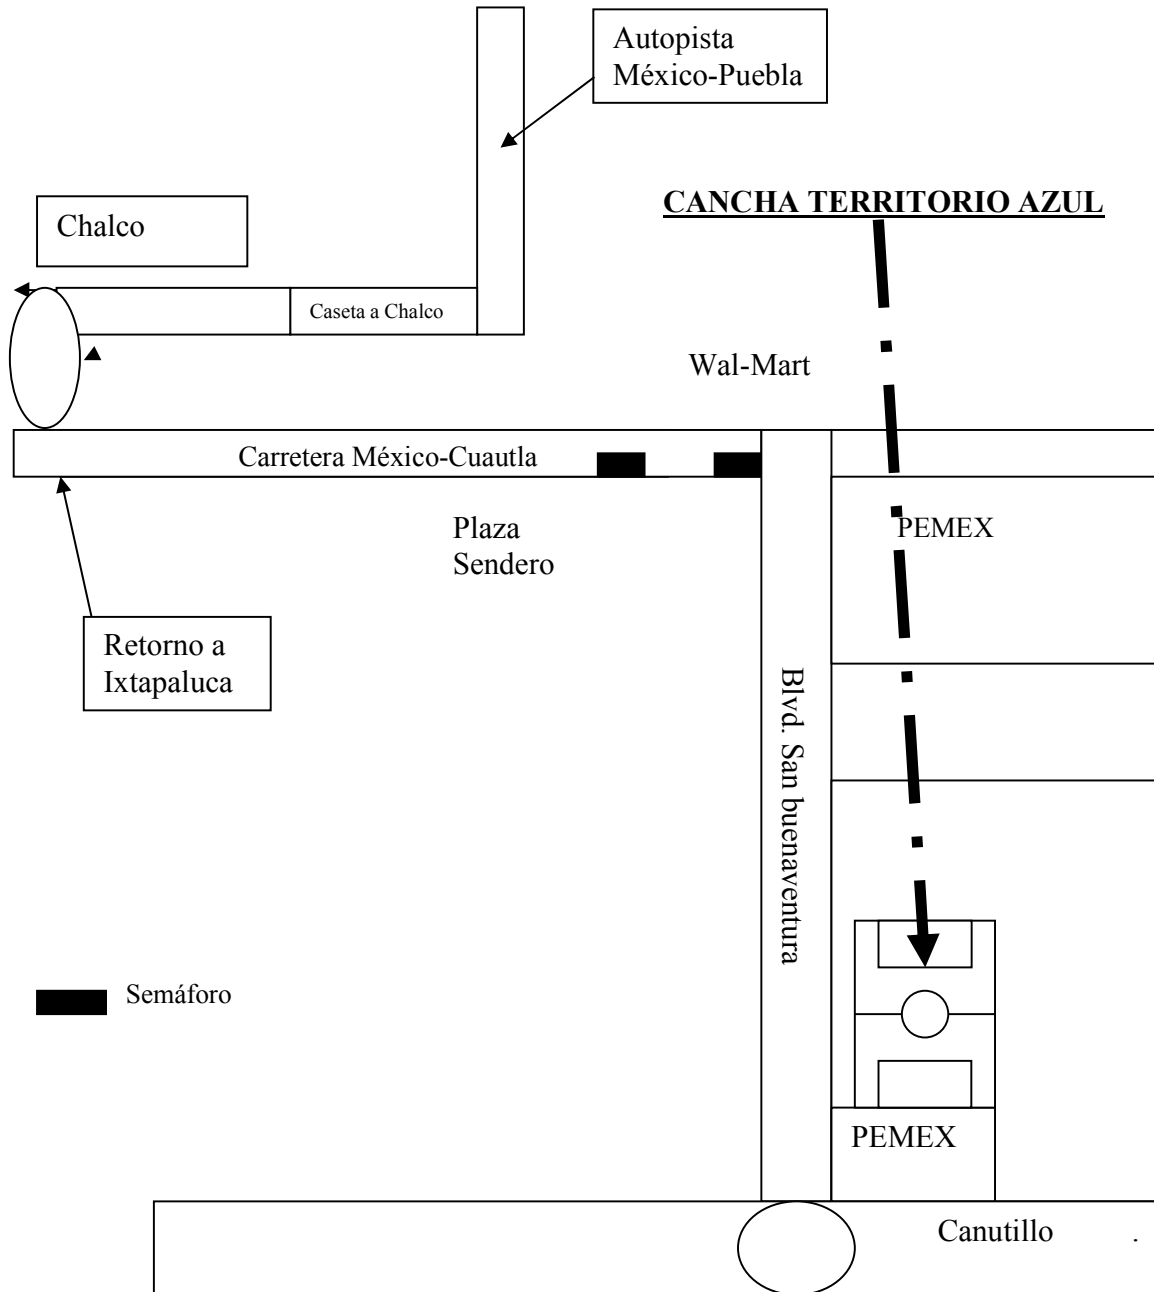 Autopista
México-Puebla
CANCHA TERRITORIO AZUL
Chalco
Caseta a Chalco
Wal-Mart
Carretera México-Cuautla
Plaza
Sendero
PEMEX
Retorno a
Ixtapaluca
Blvd. San buenaventura
Semáforo
PEMEX
Canutillo .